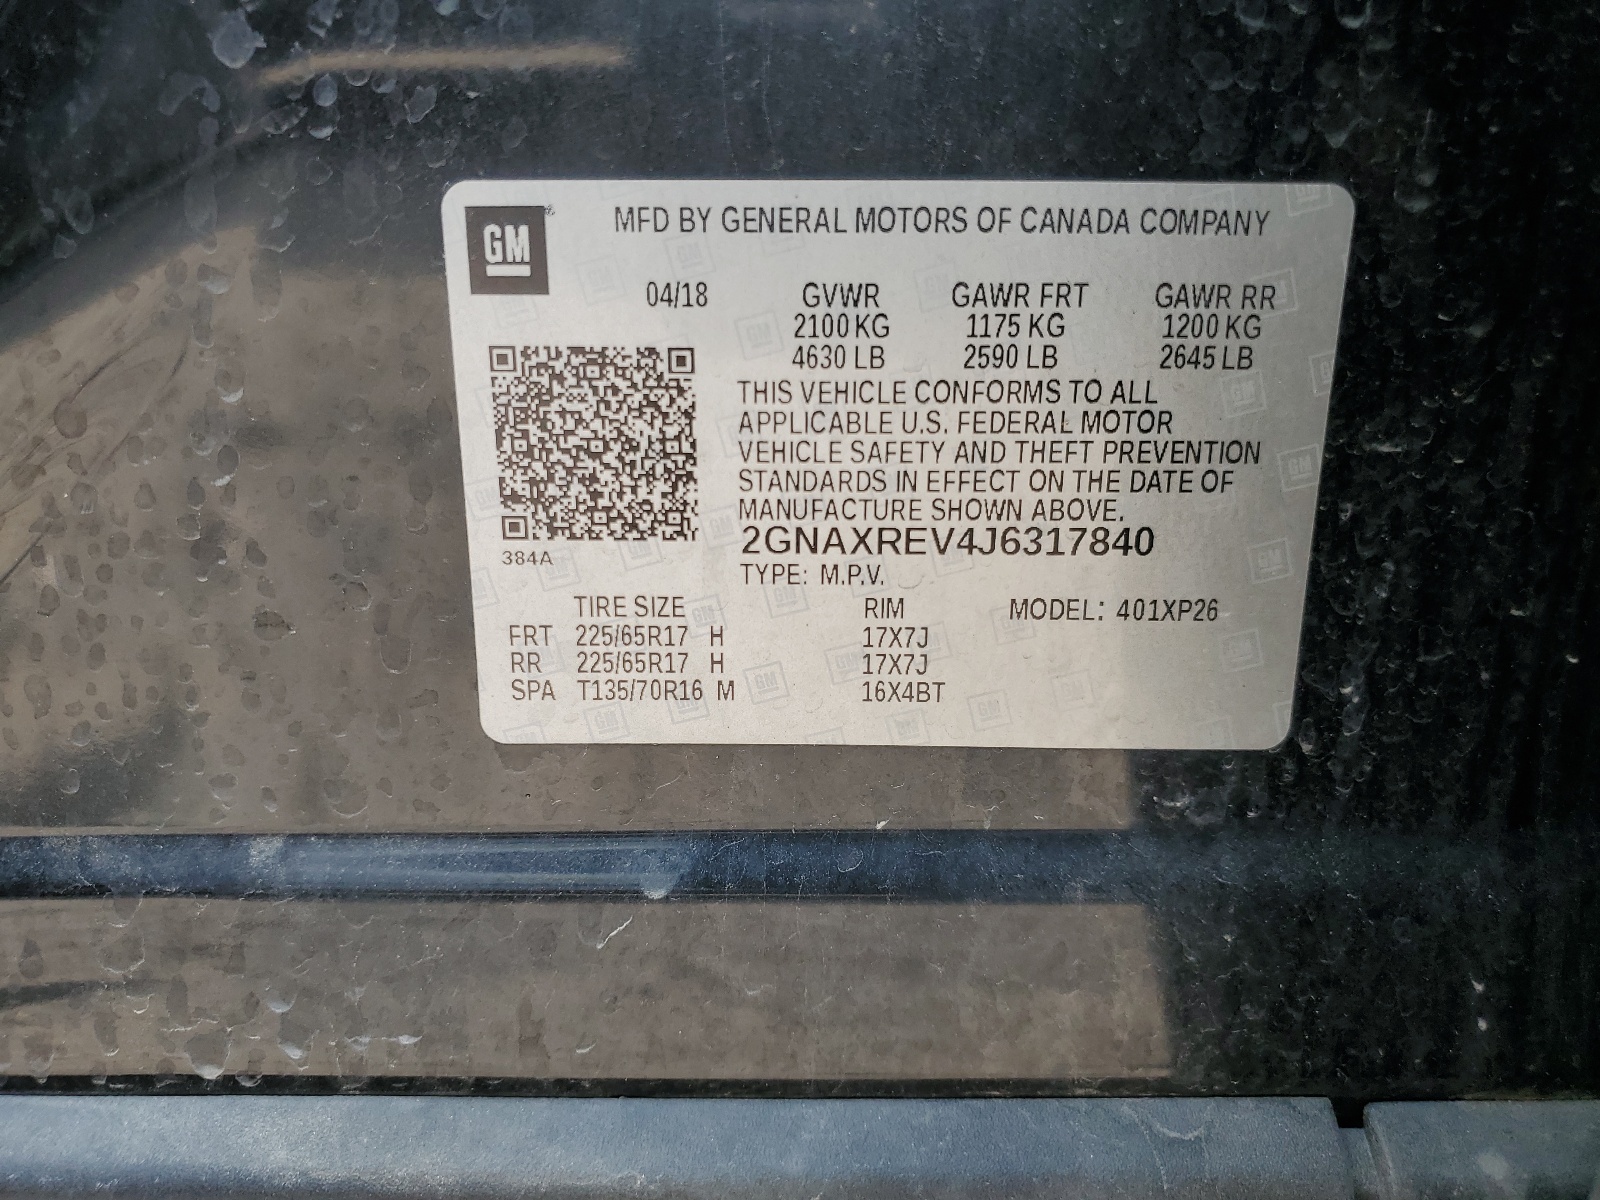 GM
MFD BY GENERAL MOTORS OF CANADA COMPANY
04/18 GVWR GAWR FRT GAWR RR
2100 KG 1175 KG 1200 KG
4630 LB 2590 LB 2645 LB
THIS VEHICLE CONFORMS TO ALL
APPLICABLE U.S. FEDERAL MOTOR
VEHICLE SAFETY AND THEFT PREVENTION
STANDARDS IN EFFECT ON THE DATE OF
MANUFACTURE SHOWN ABOVE.
2GNAXREV4J6317840
384A
TYPE: M.P.V.
TIRE SIZE RIM MODEL: 401XP26
FRT 225/65R17 H 17X7J
RR 225/65R17 H 17X7J
SPA T135/70R16 M 16X4BT